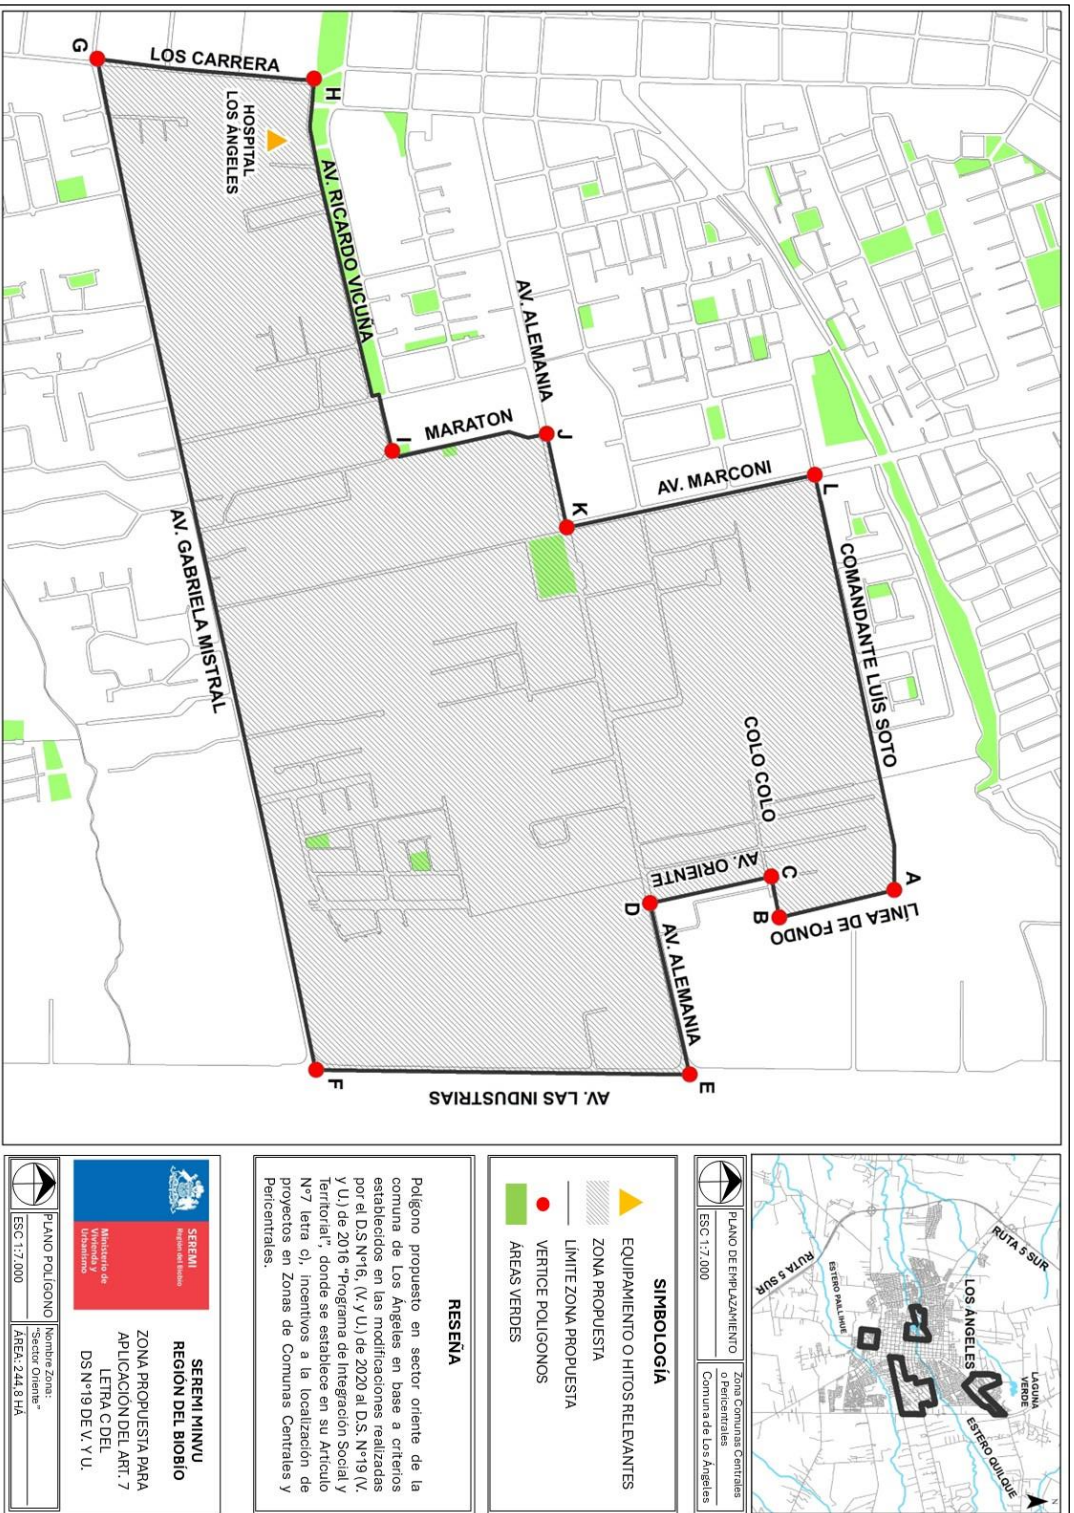 G
LOS CARRERA
H
HOSPITAL
LOS ÁNGELES
AV. RICARDO VICUÑA
AV. ALEMANIA
MARATON
I
J
K
AV. MARCONI
L
COMANDANTE LUÍS SOTO
AV. GABRIELA MISTRAL
COLO COLO
AV. ORIENTE
A
LÍNEA DE FONDO
B
C
D
AV. ALEMANIA
E
AV. LAS INDUSTRIAS
F
RUTA 5 SUR
RUTA 5 SUR
LOS ÁNGELES
LAGUNA
VERDE
ESTERO PAILLIHUE
ESTERO QUILQUE
N
PLANO DE EMPLAZAMIENTO
ESC 1:7.000
Zona Comunas Centrales
o Pericentrales
Comuna de Los Ángeles
SIMBOLOGÍA
EQUIPAMIENTO O HITOS RELEVANTES
ZONA PROPUESTA
LIMITE ZONA PROPUESTA
VERTICE POLIGONOS
ÁREAS VERDES
RESEÑA
Polígono propuesto en sector oriente de la
comuna de Los Ángeles en base a criterios
establecidos en las modificaciones realizadas
por el D.S N°16, (V. y U.) de 2020 al D.S. N°19 (V.
y U.) de 2016 “Programa de Integración Social y
Territorial”, donde se establece en su Artículo
N°7 letra c), incentivos a la localización de
proyectos en Zonas de Comunas Centrales y
Pericentrales.
SEREMI
Región del Biobío
Ministerio de
Vivienda y
Urbanismo
SEREMI MINVU
REGIÓN DEL BIOBÍO
ZONA PROPUESTA PARA
APLICACIÓN DEL ART. 7
LETRA C DEL
DS N°19 DE V. Y U.
PLANO POLÍGONO
ESC 1:7.000
Nombre Zona:
"Sector Oriente"
ÁREA: 244,8 HÁ